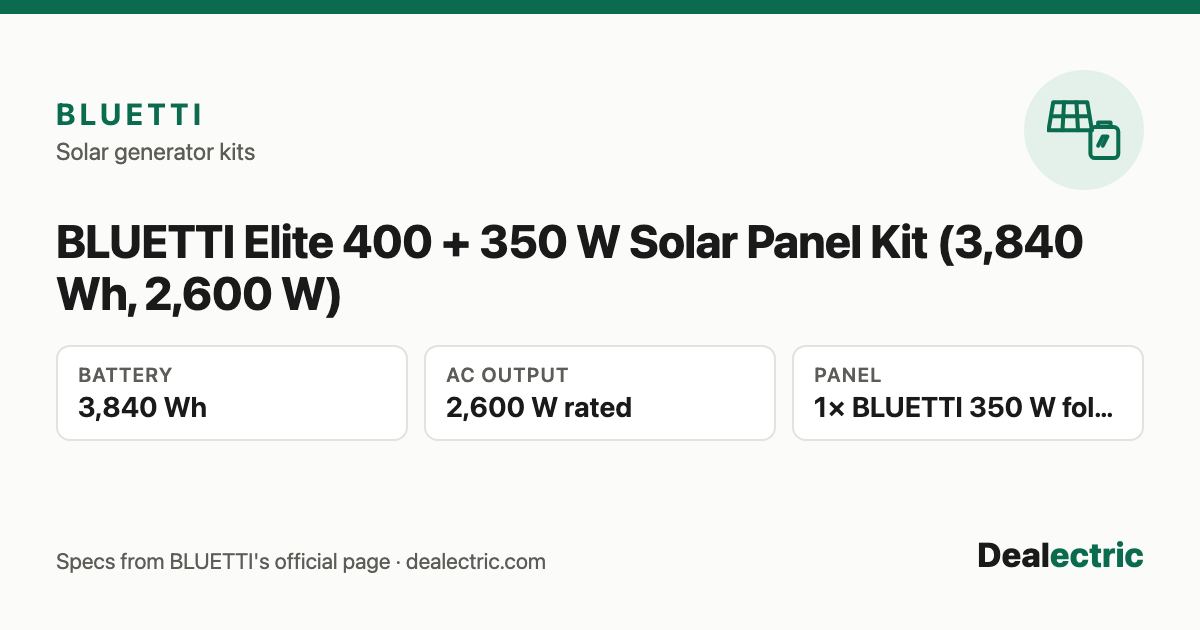 BLUETTI
Solar generator kits
BLUETTI Elite 400 + 350 W Solar Panel Kit (3,840
Wh, 2,600 W)
BATTERY
3,840 Wh
AC OUTPUT
2,600 W rated
PANEL
1× BLUETTI 350 W fol...
Specs from BLUETTI's official page · dealectric.com
Dealectric